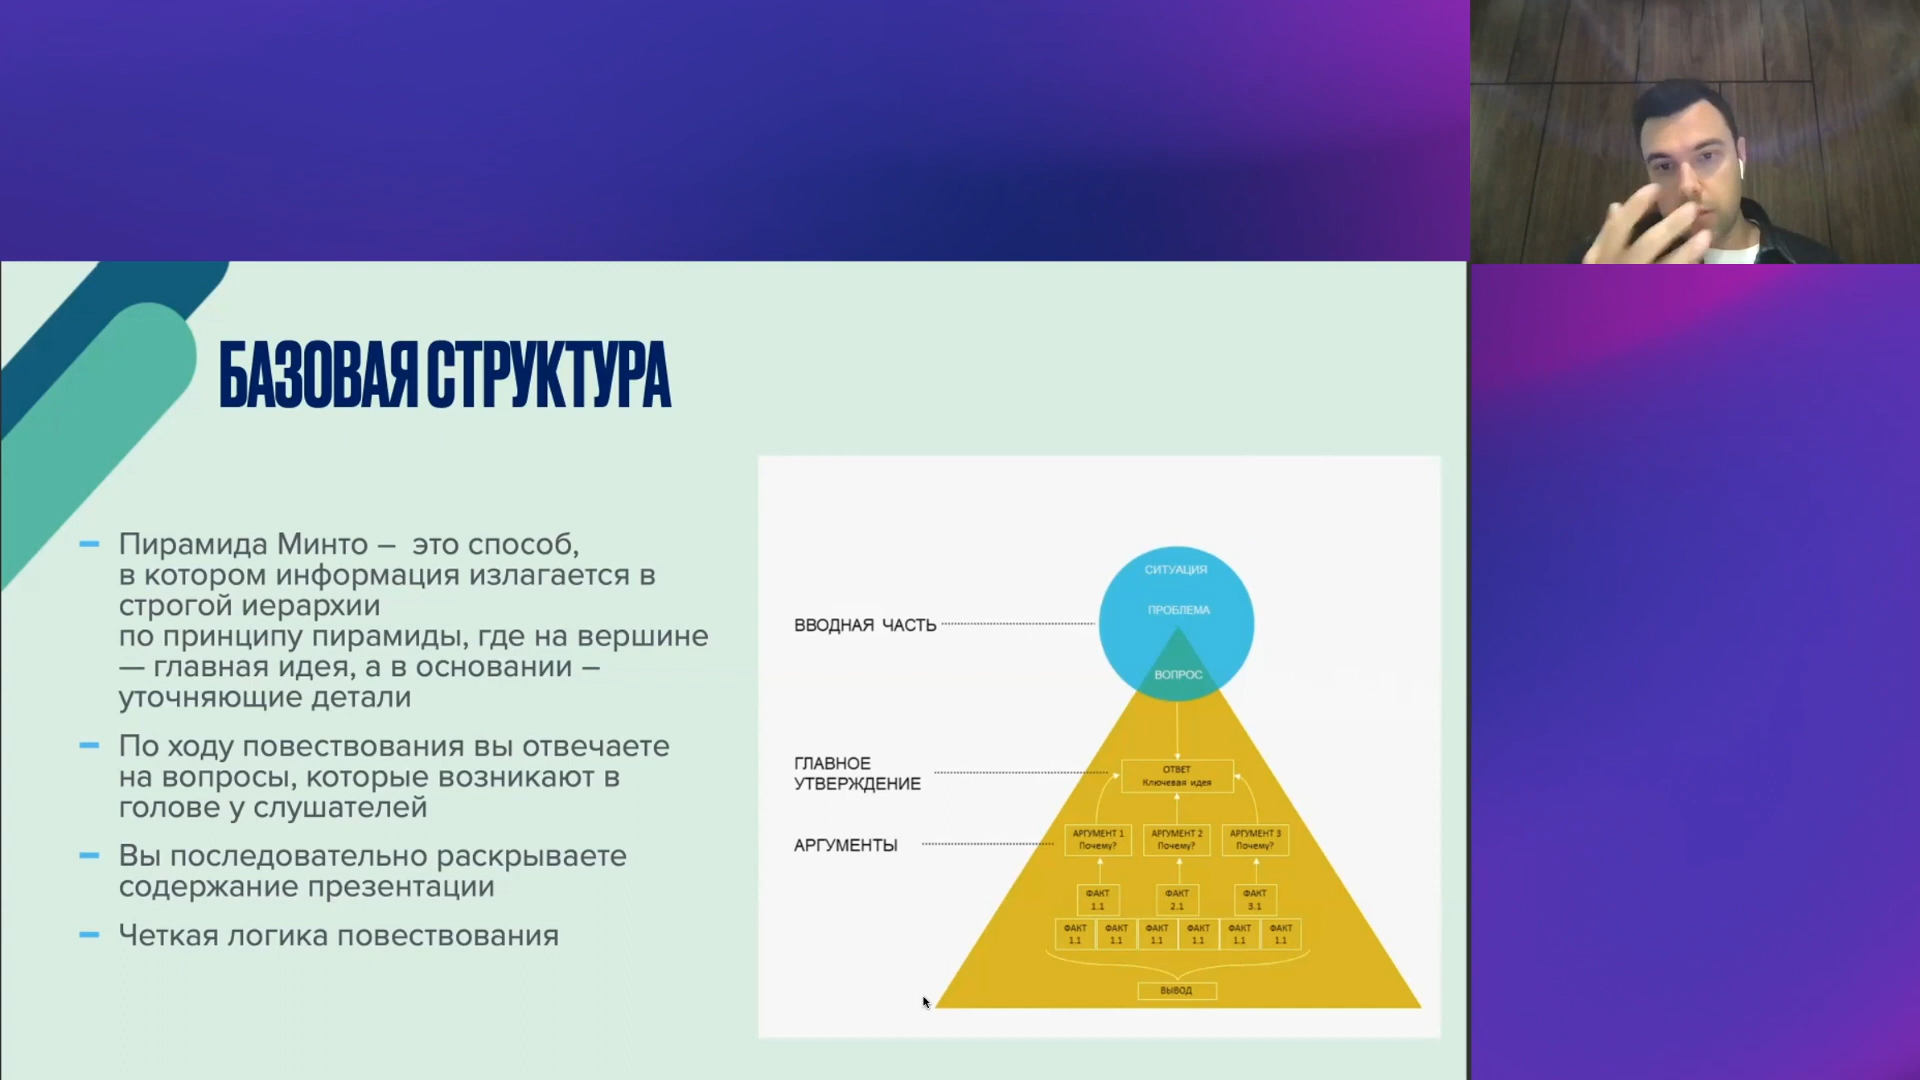 БАЗОВАЯ СТРУКТУРА
Пирамида Минто – это способ,
в котором информация излагается в
строгой иерархии
по принципу пирамиды, где на вершине
— главная идея, а в основании –
уточняющие детали
По ходу повествования вы отвечаете
на вопросы, которые возникают в
голове у слушателей
Вы последовательно раскрываете
содержание презентации
Четкая логика повествования
СИТУАЦИЯ
ПРОБЛЕМА
ВВОДНАЯ ЧАСТЬ
ВОПРОС
ГЛАВНОЕ
УТВЕРЖДЕНИЕ
ОТВЕТ
Ключевая идея
АРГУМЕНТЫ
АРГУМЕНТ 1
Почему?
АРГУМЕНТ 2
Почему?
АРГУМЕНТ 3
Почему?
ФАКТ
1.1
ФАКТ
2.1
ФАКТ
3.1
ФАКТ
1.1
ФАКТ
1.1
ФАКТ
1.1
ФАКТ
1.1
ФАКТ
1.1
ФАКТ
1.1
ВЫВОД